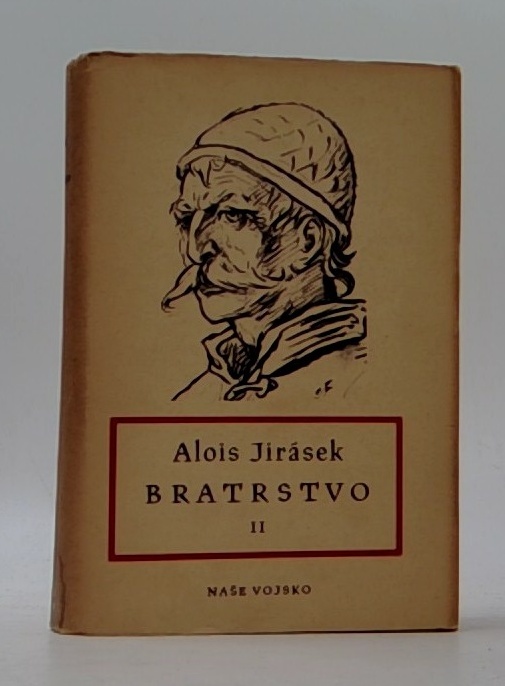 Alois Jirásek
BRATRSTVO
II
NAŠE VOJSKO